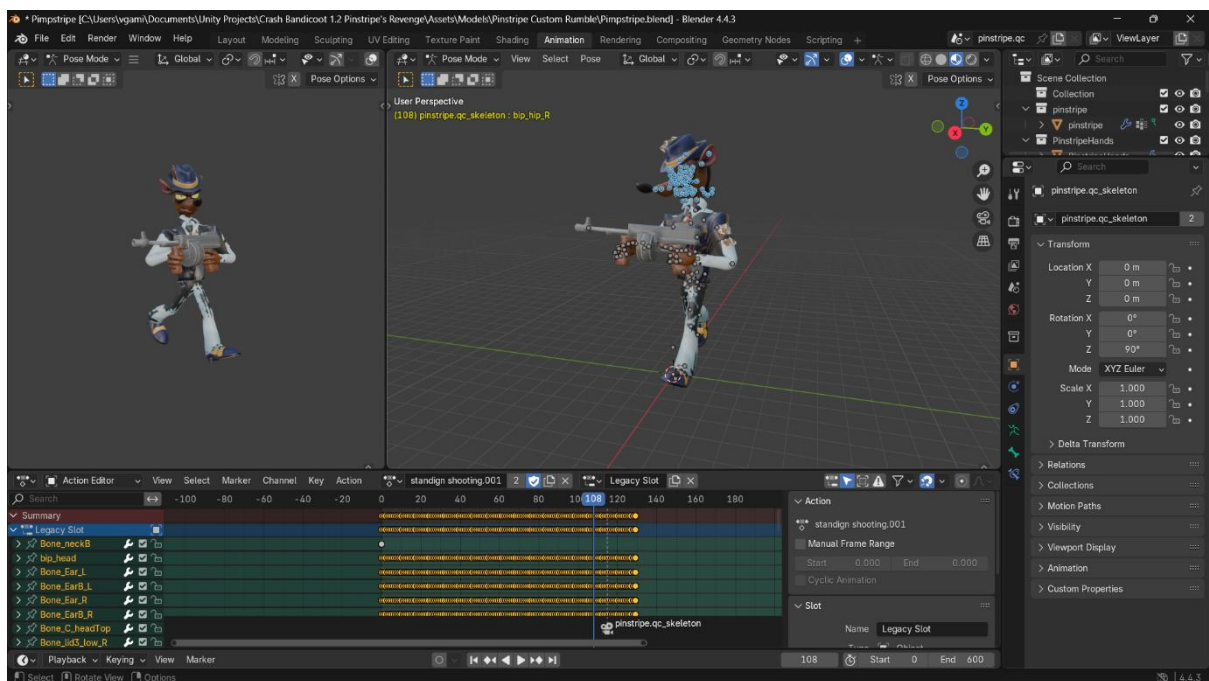 * Pimpstripe [C:\Users\vgami\Documents\Unity Projects\Crash Bandicoot 1.2 Pinstripe's Revenge\Assets\Models\Pinstripe Custom Rumble\Pimpstripe.blend] - Blender 4.4.3
File Edit Render Window Help Layout Modeling Sculpting UV Editing Texture Paint Shading Animation Rendering Compositing Geometry Nodes Scripting + pinstripe.qc ViewLayer
Pose Mode Global Pose Mode View Select Pose Global Search
X Pose Options X Pose Options Scene Collection
Collection
User Perspective
(108) pinstripe.qc_skeleton : bip_hip_R
pinstripe
pinstripe
PinstripeHands
Z
X
Y
Search
pinstripe.qc_skeleton
pinstripe.qc_skeleton 2
Transform
Location X 0 m
Y 0 m
Z 0 m
Rotation X 0°
Y 0°
Z 90°
Mode XYZ Euler
Scale X 1.000
Y 1.000
Z 1.000
Delta Transform
Relations
Collections
Motion Paths
Visibility
Viewport Display
Animation
Custom Properties
Action Editor View Select Marker Channel Key Action standign shooting.001 2 Legacy Slot
Search -100 -80 -60 -40 -20 0 20 40 60 80 10 108 120 140 160 180
Summary
Legacy Slot
Bone_neckB
bip_head
Bone_Ear_L
Bone_EarB_L
Bone_Ear_R
Bone_EarB_R
Bone_C_headTop
Bone_lid3_low_R
pinstripe.qc_skeleton
Action
standign shooting.001
Manual Frame Range
Start 0.000 End 0.000
Cyclic Animation
Slot
Name Legacy Slot
Playback Keying View Marker 108 Start 0 End 600
Select Rotate View Options 4.4.3